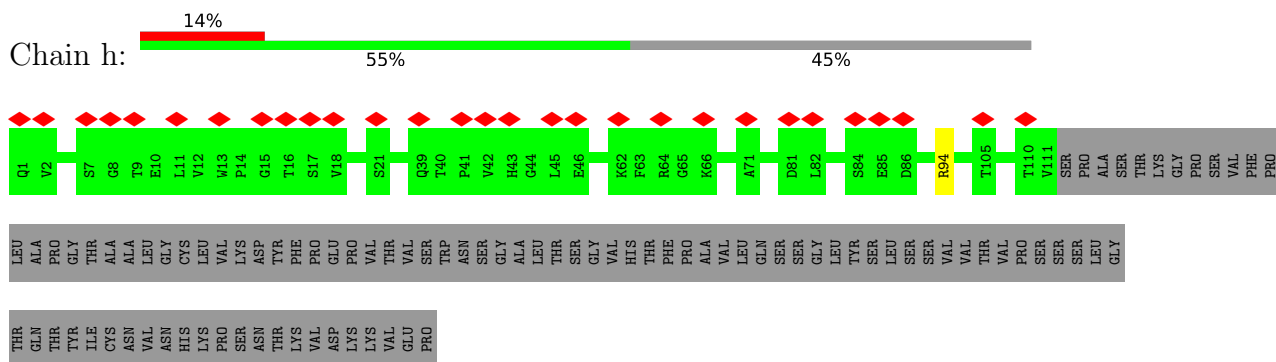 14%
Chain h:
55% 45%
Q1 V2 S7 G8 T9 E10 L11 V12 W13 P14 G15 T16 S17 V18 S21 Q39 T40 P41 V42 H43 G44 L45 E46 K62 F63 R64 G65 K66 A71 D81 L82 S84 E85 D86 R94 T105 T110 V111 SER PRO ALA SER THR LYS GLY PRO SER VAL PHE PRO
LEU ALA PRO GLY THR ALA ALA LEU GLY CYS LEU VAL LYS ASP TYR PHE PRO GLU PRO VAL THR VAL SER TRP ASN SER GLY ALA LEU THR SER GLY VAL HIS THR PHE PRO ALA VAL LEU GLN SER SER GLY LEU TYR SER LEU SER SER VAL VAL THR VAL PRO SER SER SER LEU GLY
THR GLN THR TYR ILE CYS ASN VAL ASN HIS LYS PRO SER ASN THR LYS VAL ASP LYS LYS VAL GLU PRO